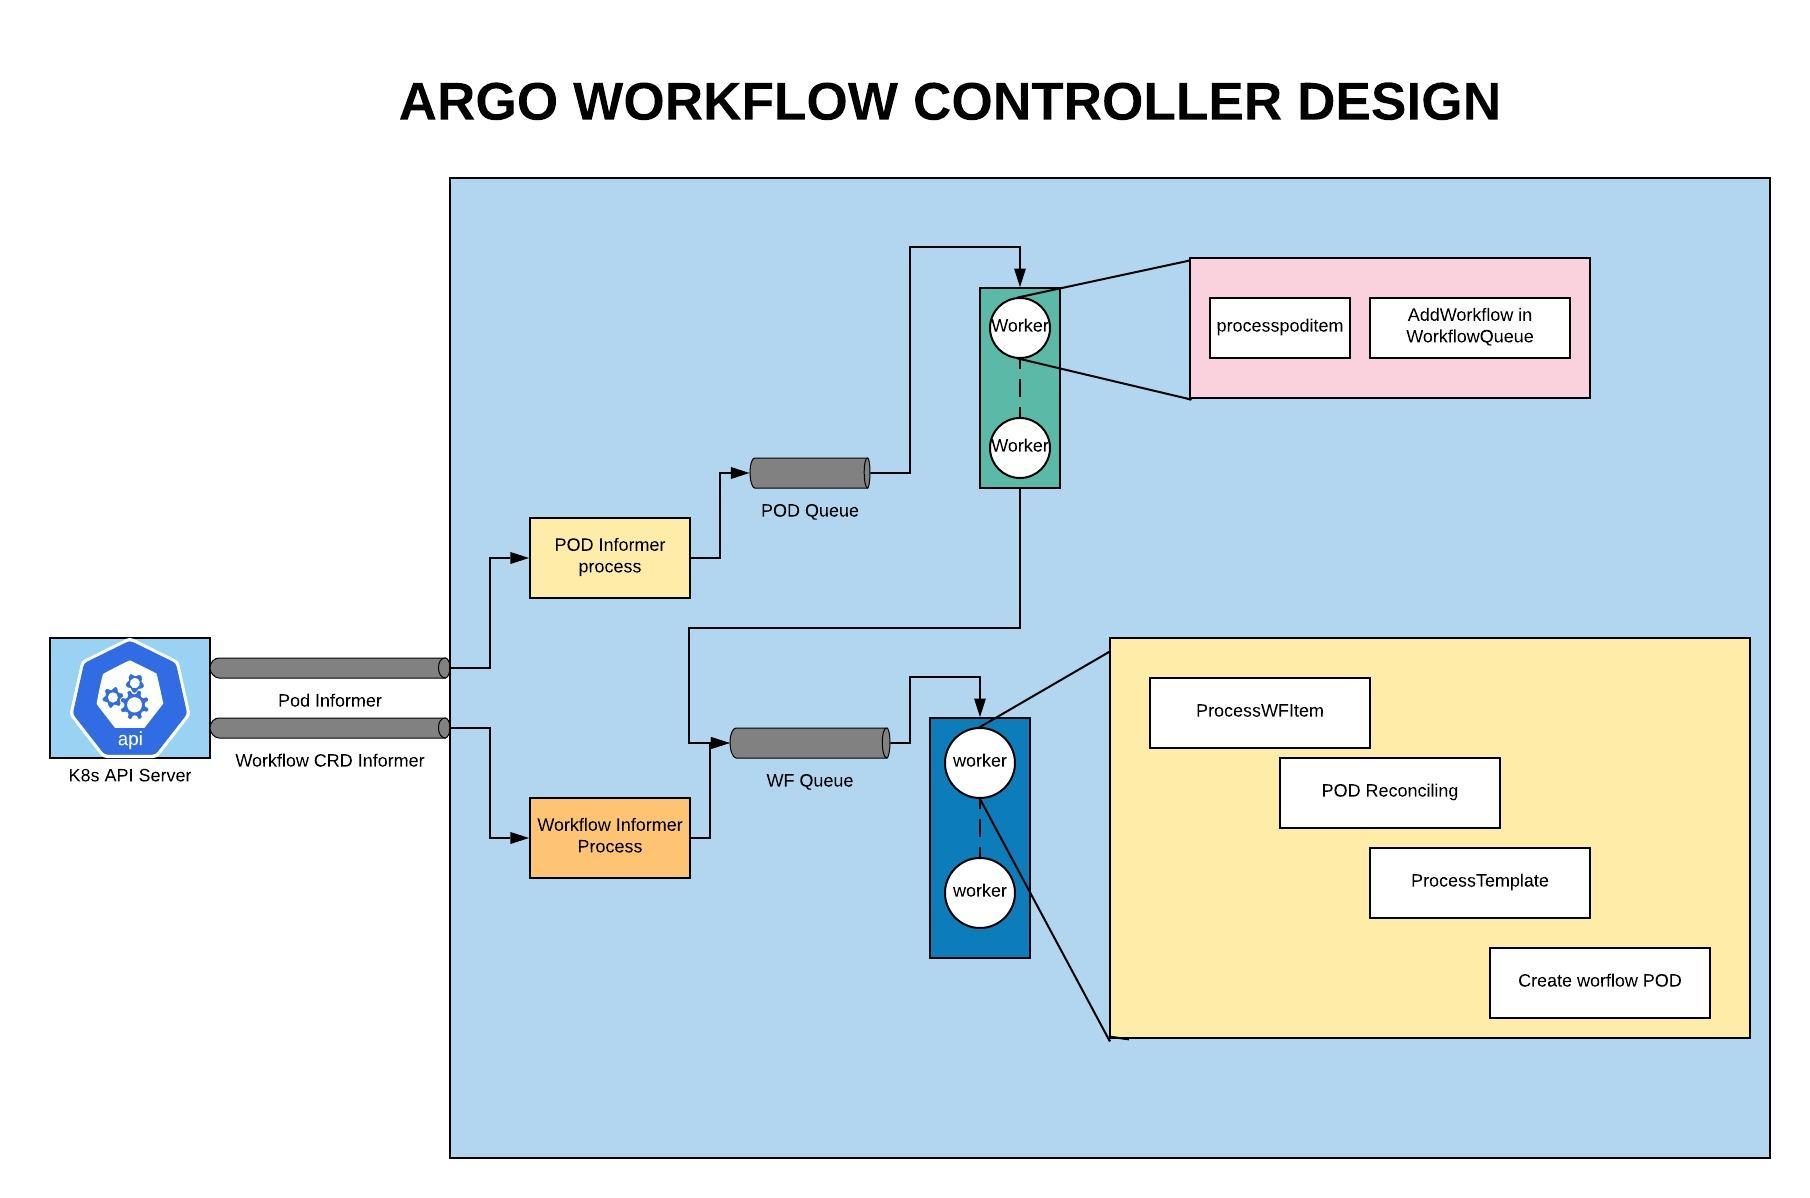 ARGO WORKFLOW CONTROLLER DESIGN
Worker
processpoditem
AddWorkflow in
WorkflowQueue
Worker
POD Queue
POD Informer
process
api
K8s API Server
Pod Informer
Workflow CRD Informer
WF Queue
Workflow Informer
Process
worker
worker
ProcessWFItem
POD Reconciling
ProcessTemplate
Create worflow POD